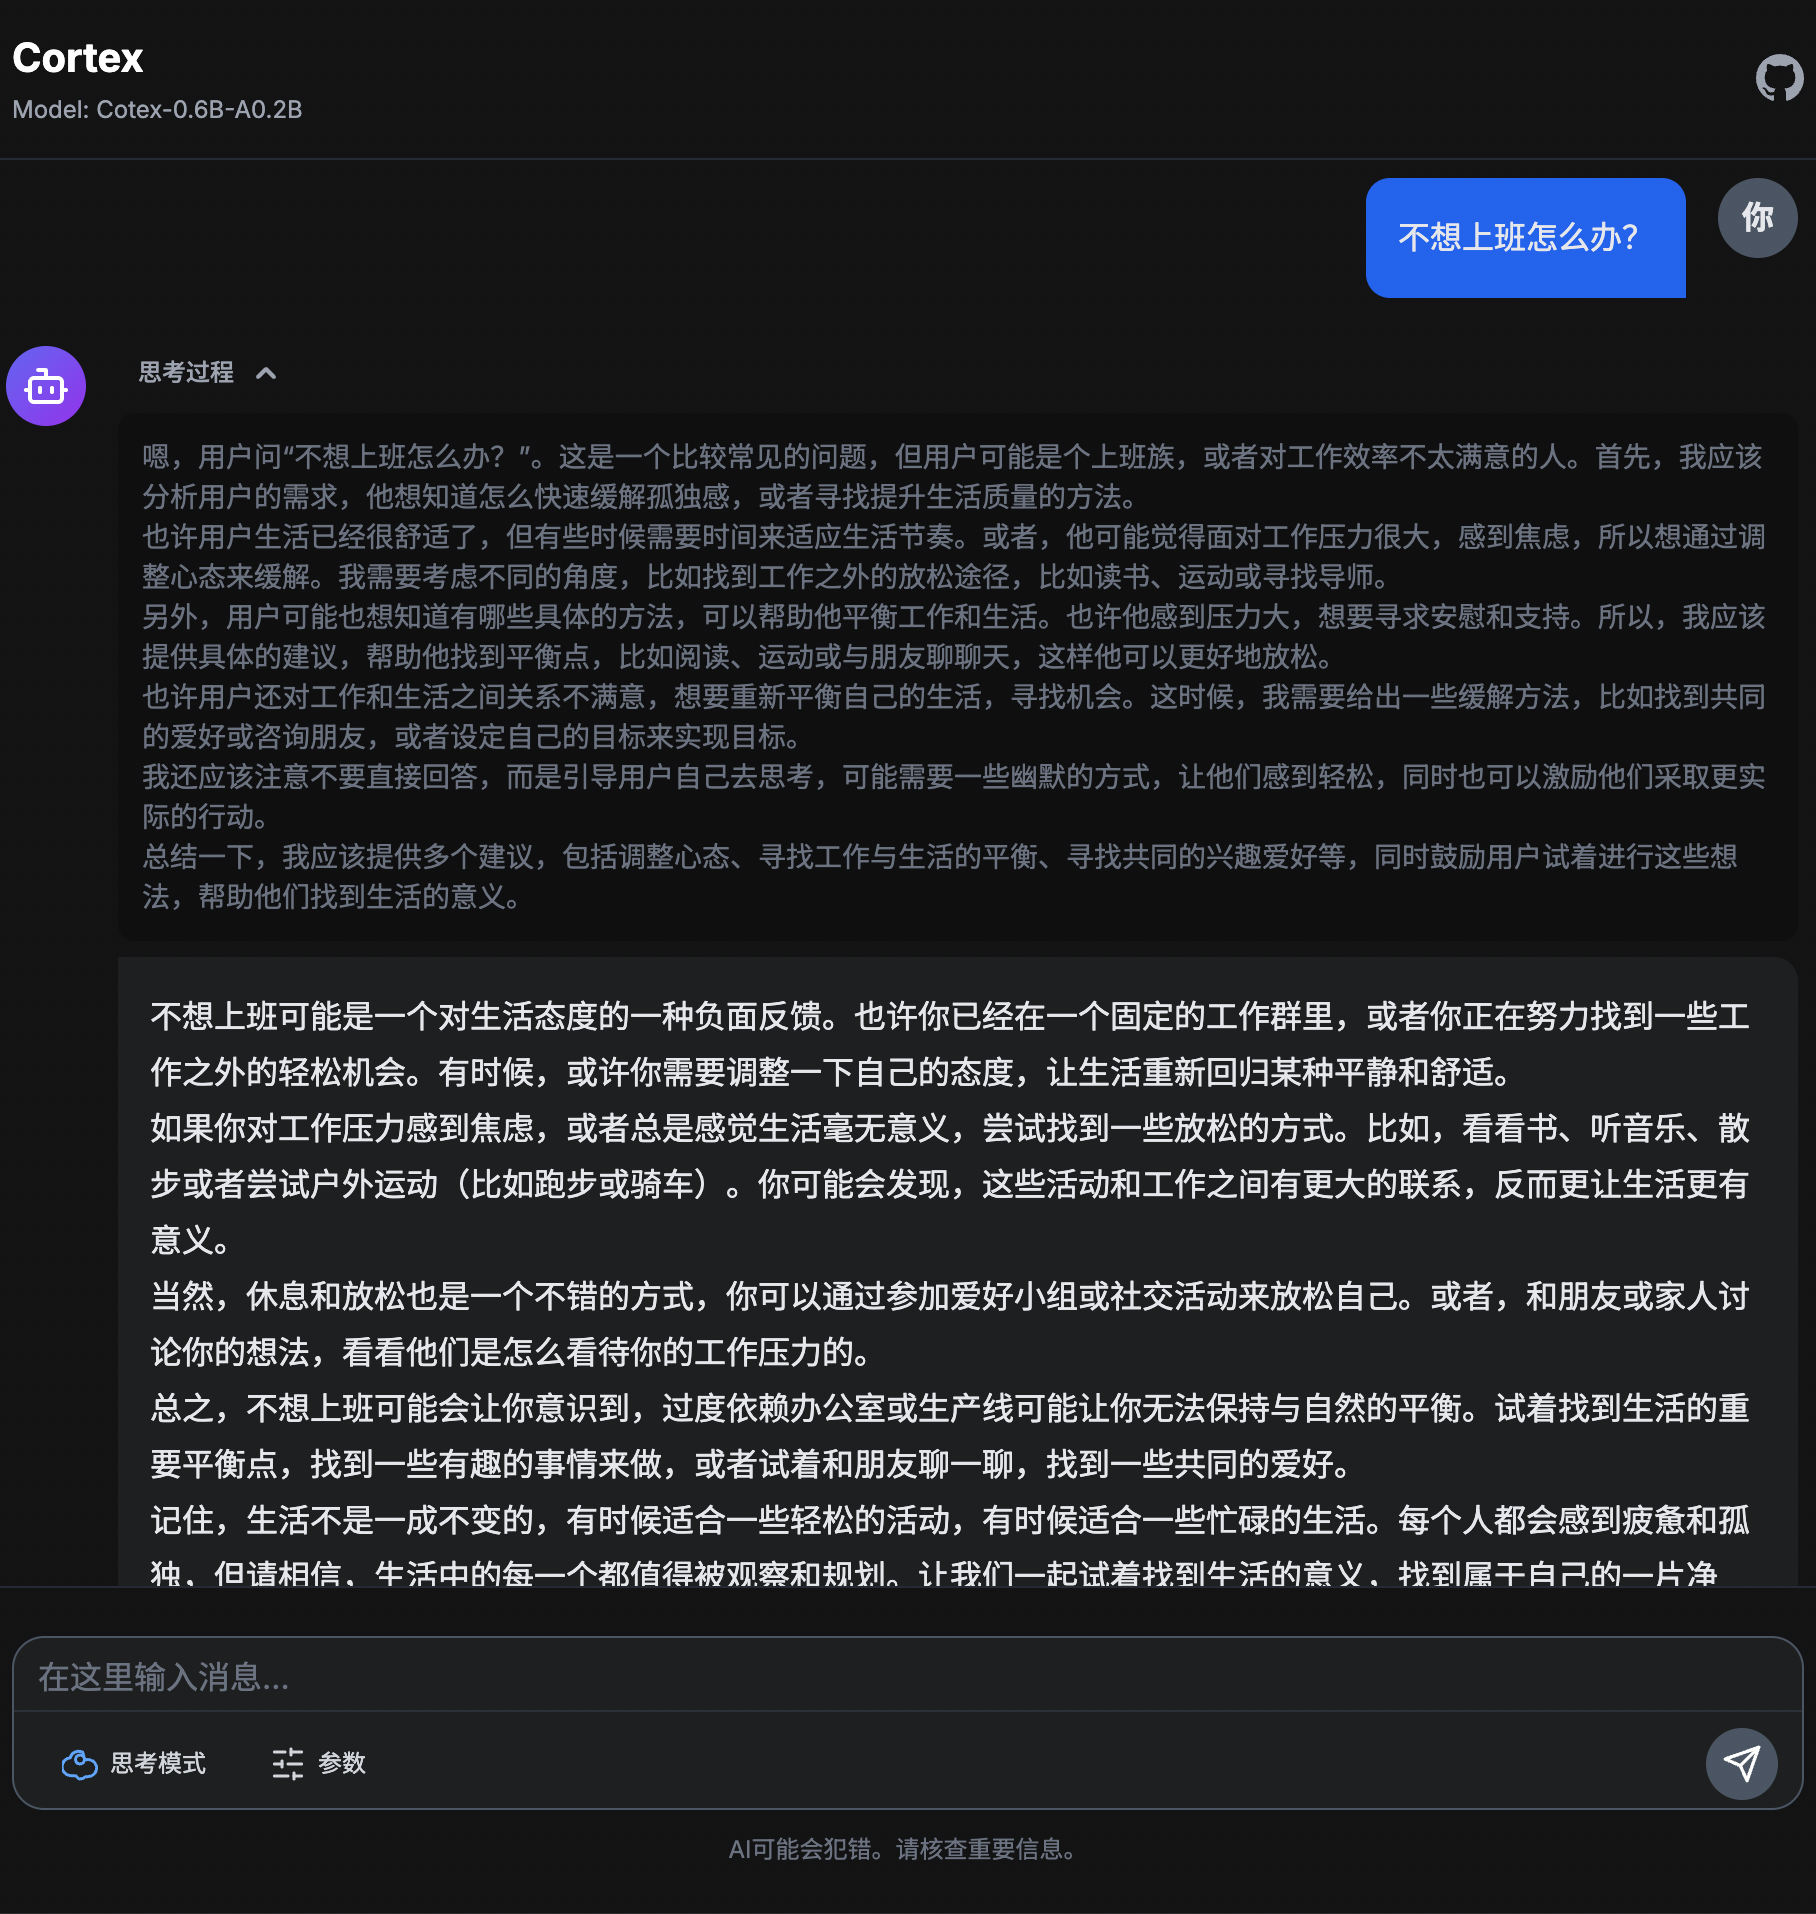 Cortex
Model: Cotex-0.6B-A0.2B
不想上班怎么办？
你
思考过程
嗯，用户问“不想上班怎么办？”。这是一个比较常见的问题，但用户可能是个上班族，或者对工作效率不太满意的人。首先，我应该
分析用户的需求，他想知道怎么快速缓解孤独感，或者寻找提升生活质量的方法。
也许用户生活已经很舒适了，但有些时候需要时间来适应生活节奏。或者，他可能觉得面对工作压力很大，感到焦虑，所以想通过调
整心态来缓解。我需要考虑不同的角度，比如找到工作之外的放松途径，比如读书、运动或寻找导师。
另外，用户可能也想知道有哪些具体的方法，可以帮助他平衡工作和生活。也许他感到压力大，想要寻求安慰和支持。所以，我应该
提供具体的建议，帮助他找到平衡点，比如阅读、运动或与朋友聊聊天，这样他可以更好地放松。
也许用户还对工作和生活之间关系不满意，想要重新平衡自己的生活，寻找机会。这时候，我需要给出一些缓解方法，比如找到共同
的爱好或咨询朋友，或者设定自己的目标来实现目标。
我还应该注意不要直接回答，而是引导用户自己去思考，可能需要一些幽默的方式，让他们感到轻松，同时也可以激励他们采取更实
际的行动。
总结一下，我应该提供多个建议，包括调整心态、寻找工作与生活的平衡、寻找共同的兴趣爱好等，同时鼓励用户试着进行这些想
法，帮助他们找到生活的意义。
不想上班可能是一个对生活态度的一种负面反馈。也许你已经在一个固定的工作群里，或者你正在努力找到一些工
作之外的轻松机会。有时候，或许你需要调整一下自己的态度，让生活重新回归某种平静和舒适。
如果你对工作压力感到焦虑，或者总是感觉生活毫无意义，尝试找到一些放松的方式。比如，看看书、听音乐、散
步或者尝试户外运动（比如跑步或骑车）。你可能会发现，这些活动和工作之间有更大的联系，反而更让生活更有
意义。
当然，休息和放松也是一个不错的方式，你可以通过参加爱好小组或社交活动来放松自己。或者，和朋友或家人讨
论你的想法，看看他们是怎么看待你的工作压力的。
总之，不想上班可能会让你意识到，过度依赖办公室或生产线可能让你无法保持与自然的平衡。试着找到生活的重
要平衡点，找到一些有趣的事情来做，或者试着和朋友聊一聊，找到一些共同的爱好。
记住，生活不是一成不变的，有时候适合一些轻松的活动，有时候适合一些忙碌的生活。每个人都会感到疲惫和孤
独，但请相信，生活中的每一个都值得被观察和规划。让我们一起试着找到生活的意义，找到属于自己的一片净
在这里输入消息...
思考模式
参数
AI可能会犯错。请核查重要信息。